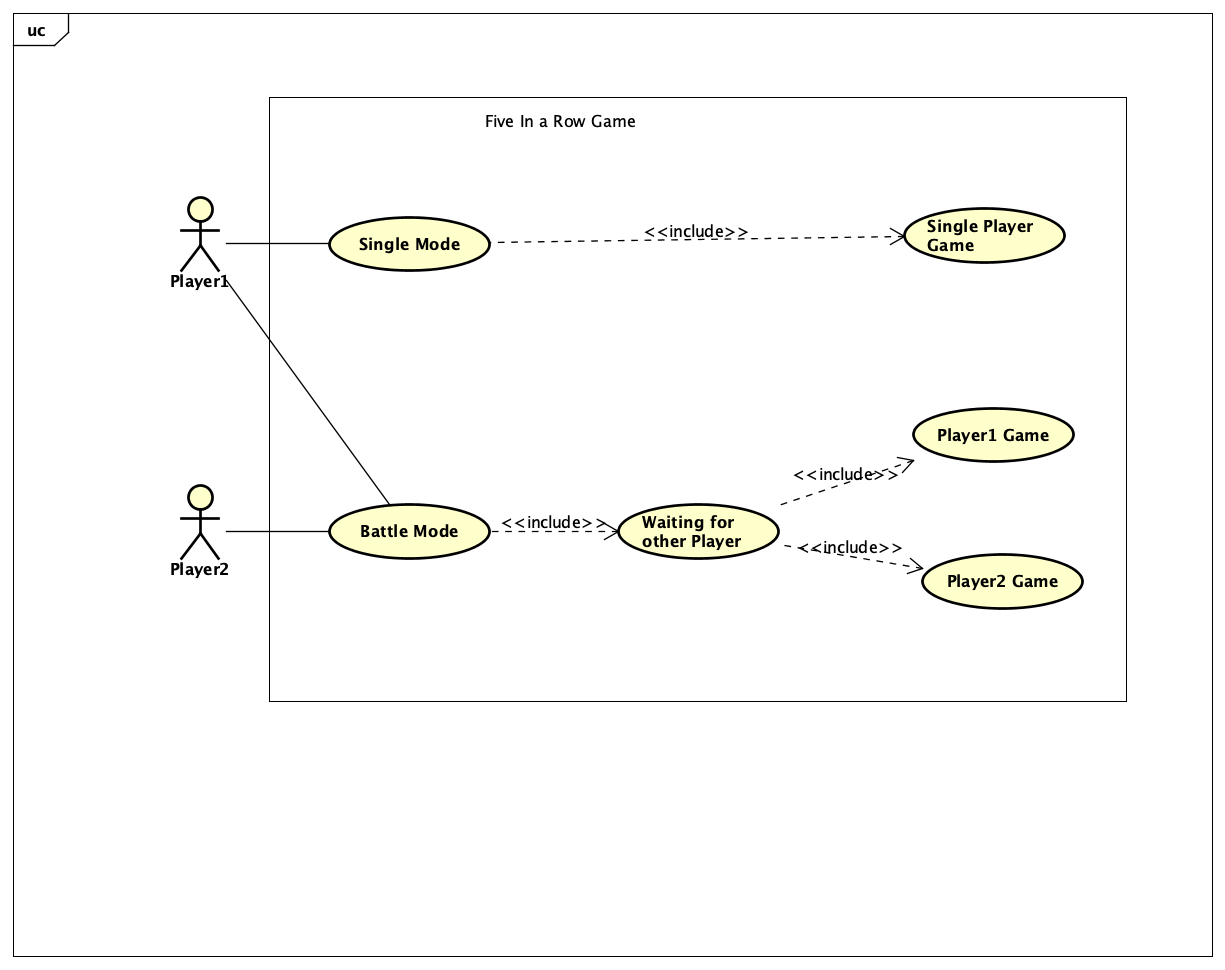 uc
Five In a Row Game
Player1
Single Mode
<<include>>
Single Player
Game
Player1 Game
<<include>>
Player2
Battle Mode
<<include>>
Waiting for
other Player
<<include>>
Player2 Game